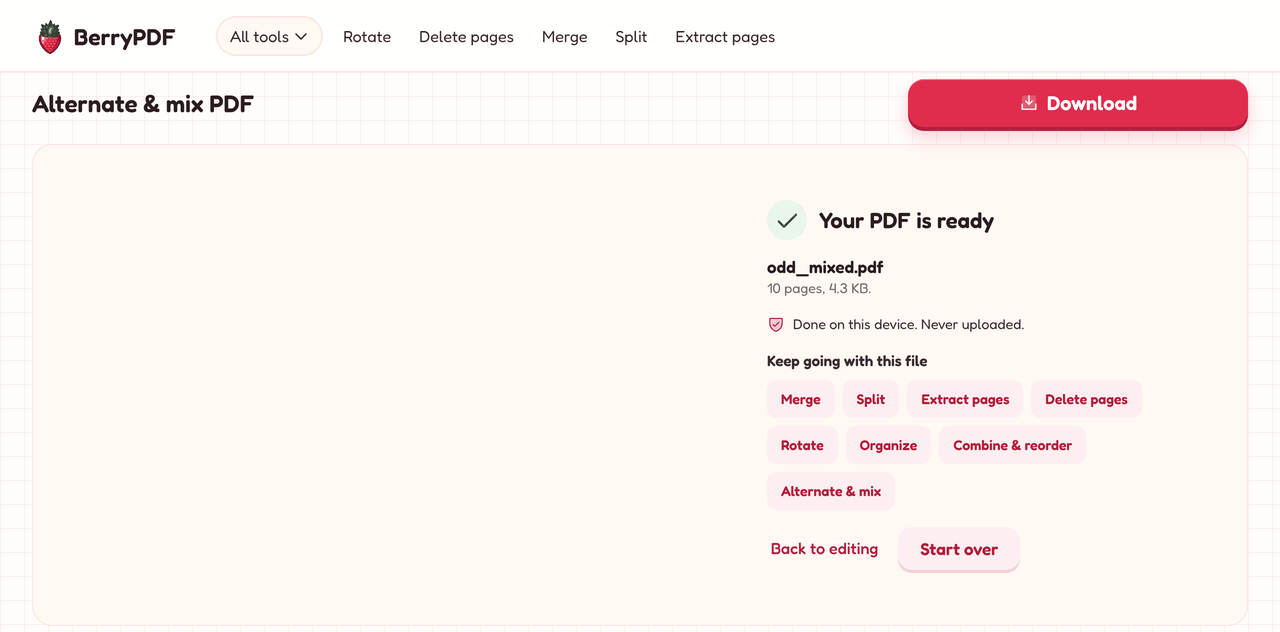 BerryPDF
All tools Rotate Delete pages Merge Split Extract pages
Alternate & mix PDF
Download
Your PDF is ready
odd_mixed.pdf
10 pages, 4.3 KB.
Done on this device. Never uploaded.
Keep going with this file
Merge Split Extract pages Delete pages
Rotate Organize Combine & reorder
Alternate & mix
Back to editing Start over